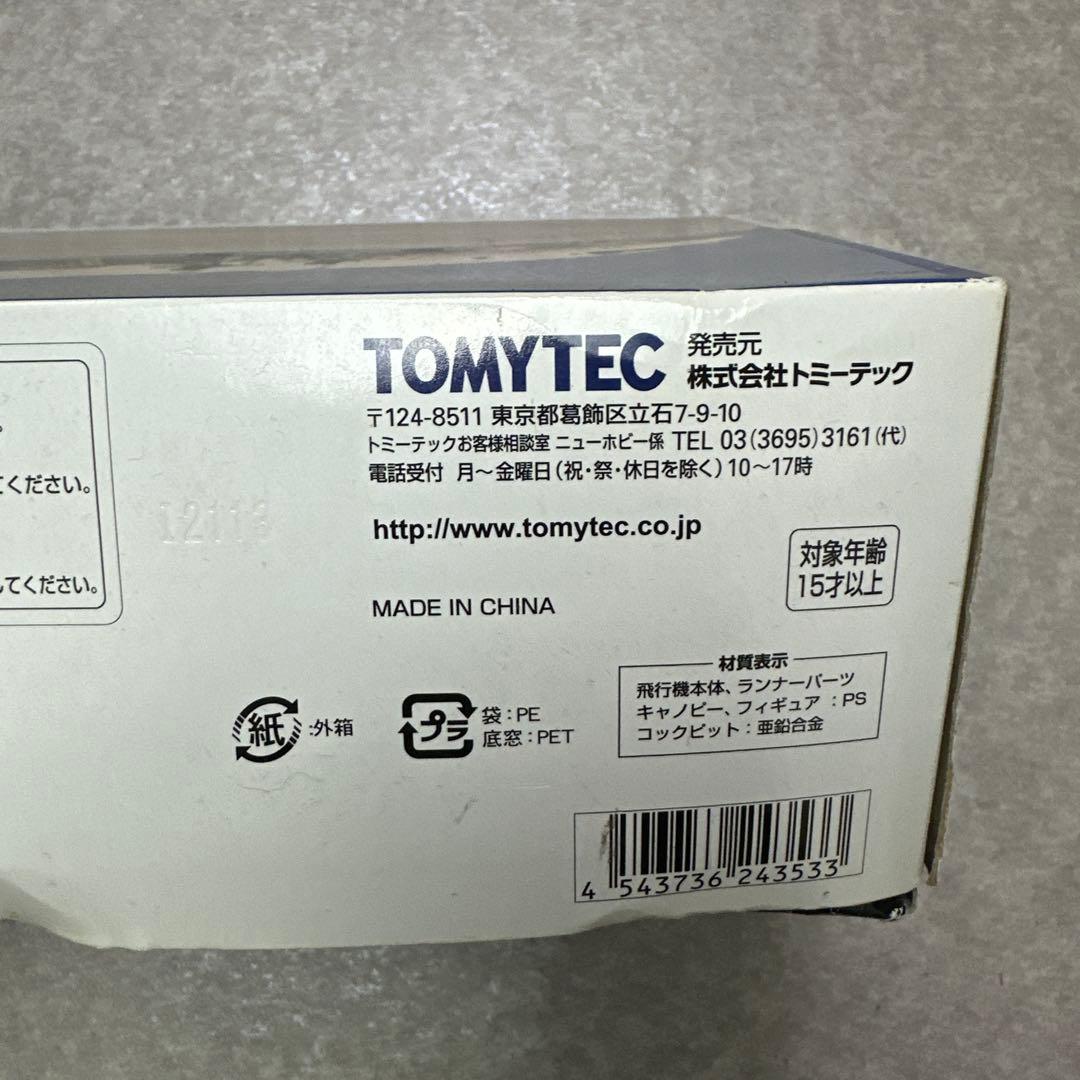 TOMYTEC 発売元
株式会社トミーテック
〒124-8511 東京都葛飾区立石7-9-10
トミーテックお客様相談室 ニューホビー係 TEL 03(3695)3161(代)
電話受付 月～金曜日(祝・祭・休日を除く)10～17時
http://www.tomytec.co.jp
MADE IN CHINA
対象年齢
15才以上
てください。
してください。
紙:外箱
プラ 袋:PE
底窓:PET
材質表示
飛行機本体、ランナーパーツ
キャノピー、フィギュア :PS
コックピット:亜鉛合金
4 543736 243533